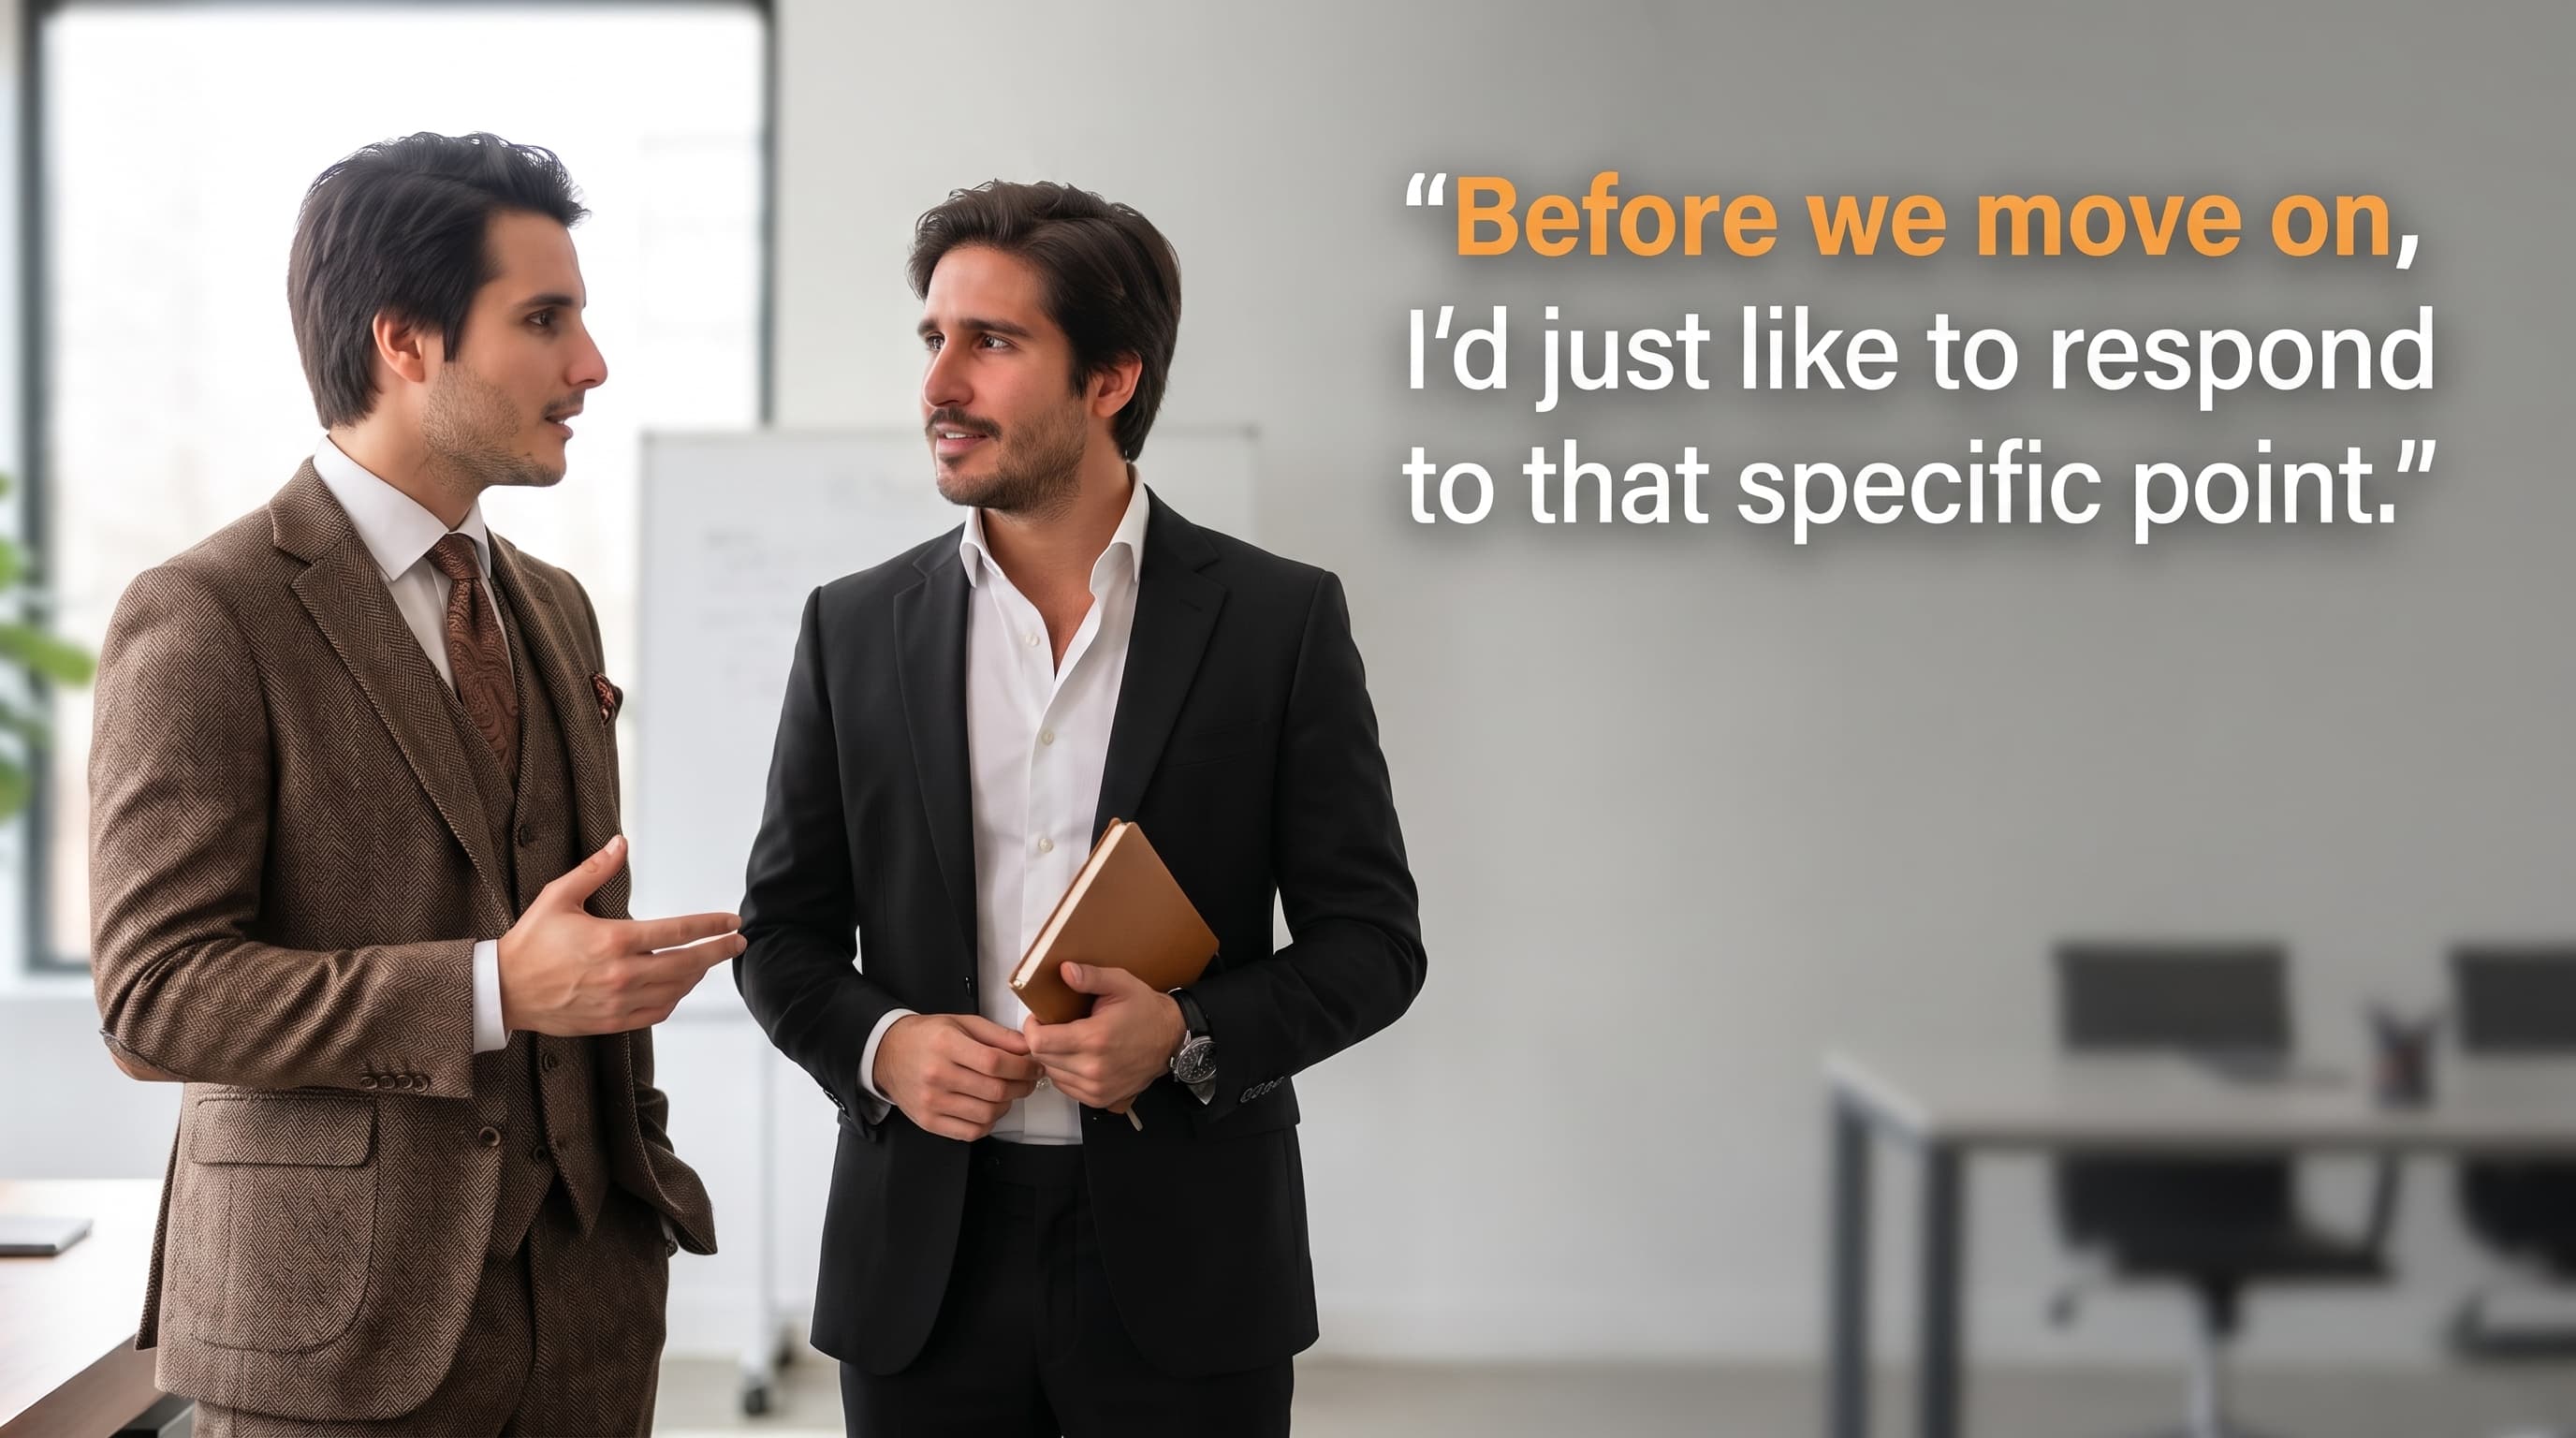 “Before we move on,
I’d just like to respond
to that specific point.”